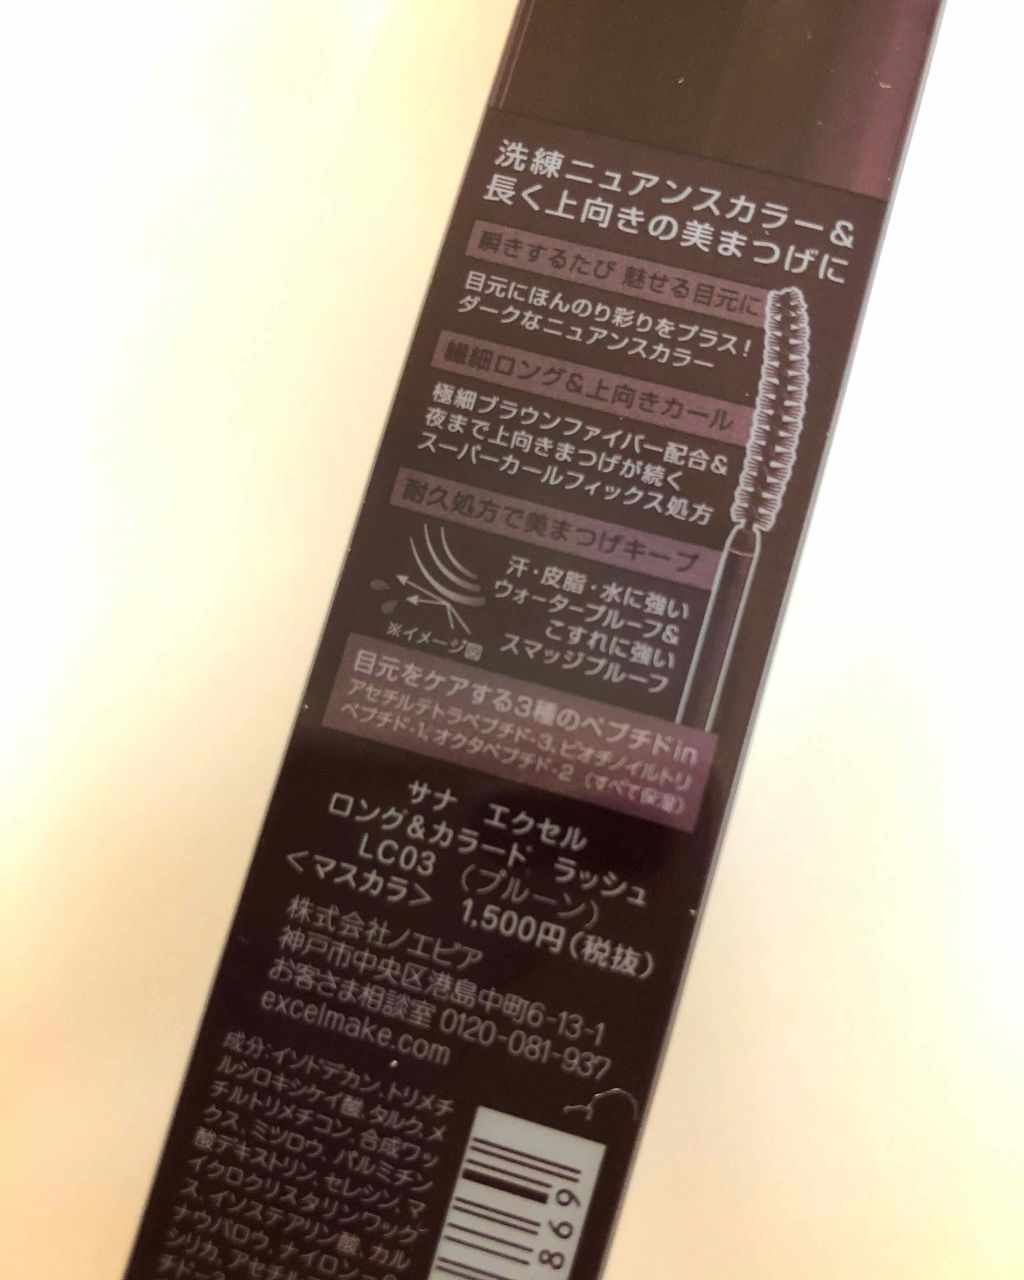 洗練ニュアンスカラー&
長く上向きの美まつげに
瞬きするたび 魅せる目元に
目元にほんのり彩りをプラス!
ダークなニュアンスカラー
繊細ロング&上向きカール
極細ブラウンファイバー配合&
夜まで上向きまつげが続く
スーパーカールフィックス処方
耐久処方で美まつげキープ
汗・皮脂・水に強い
ウォータープルーフ&
こすれに強い
スマッジプルーフ
※イメージ図
目元をケアする3種のペプチドin
アセチルテトラペプチド-3、ビオチノイルトリ
ペプチド-1、オクタペプチド-2 (すべて保湿)
サナ エクセル
ロング&カラード ラッシュ
LC03 (プルーン)
<マスカラ> 1,500円(税抜)
株式会社ノエビア
神戸市中央区港島中町6-13-1
お客さま相談室 0120-081-937
excelmake.com
成分:イソドデカン、トリメチ
ルシロキシケイ酸、タルク、メ
チルトリメチコン、合成ワッ
クス、ミツロウ、パルミチン
酸デキストリン、セレシン、マ
イクロクリスタリンワック
ス、イソステアリン酸、カル
ナウバロウ、ナイロン-6
シリカ、アセチル
698